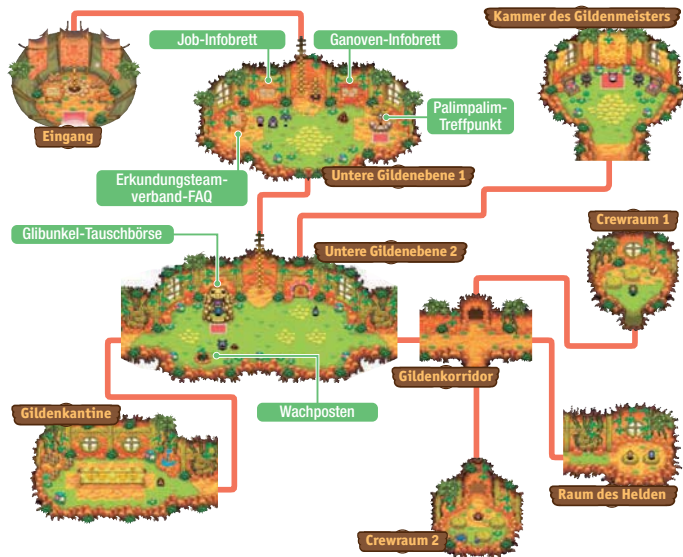 Kammer des Gildenmeisters
Job-Infobrett
Ganoven-Infobrett
Palimpalim-
Treffpunkt
Eingang
Erkundungsteam-
verband-FAQ
Untere Gildenebene 1
Crewraum 1
Glibunkel-Tauschbörse
Untere Gildenebene 2
Gildenkorridor
Wachposten
Gildenkantine
Raum des Helden
Crewraum 2